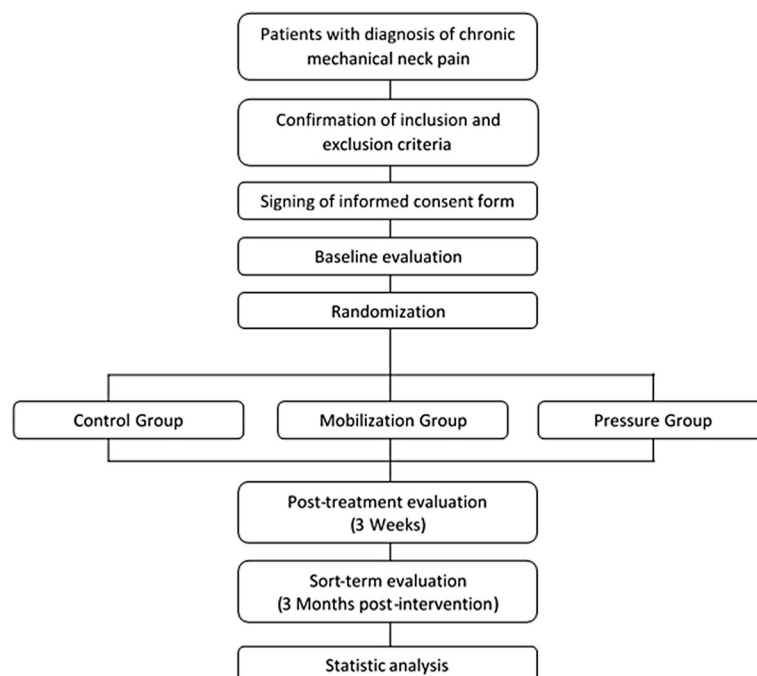 Patients with diagnosis of chronic
mechanical neck pain
Confirmation of inclusion and
exclusion criteria
Signing of informed consent form
Baseline evaluation
Randomization
Control Group
Mobilization Group
Pressure Group
Post-treatment evaluation
(3 Weeks)
Sort-term evaluation
(3 Months post-intervention)
Statistic analysis